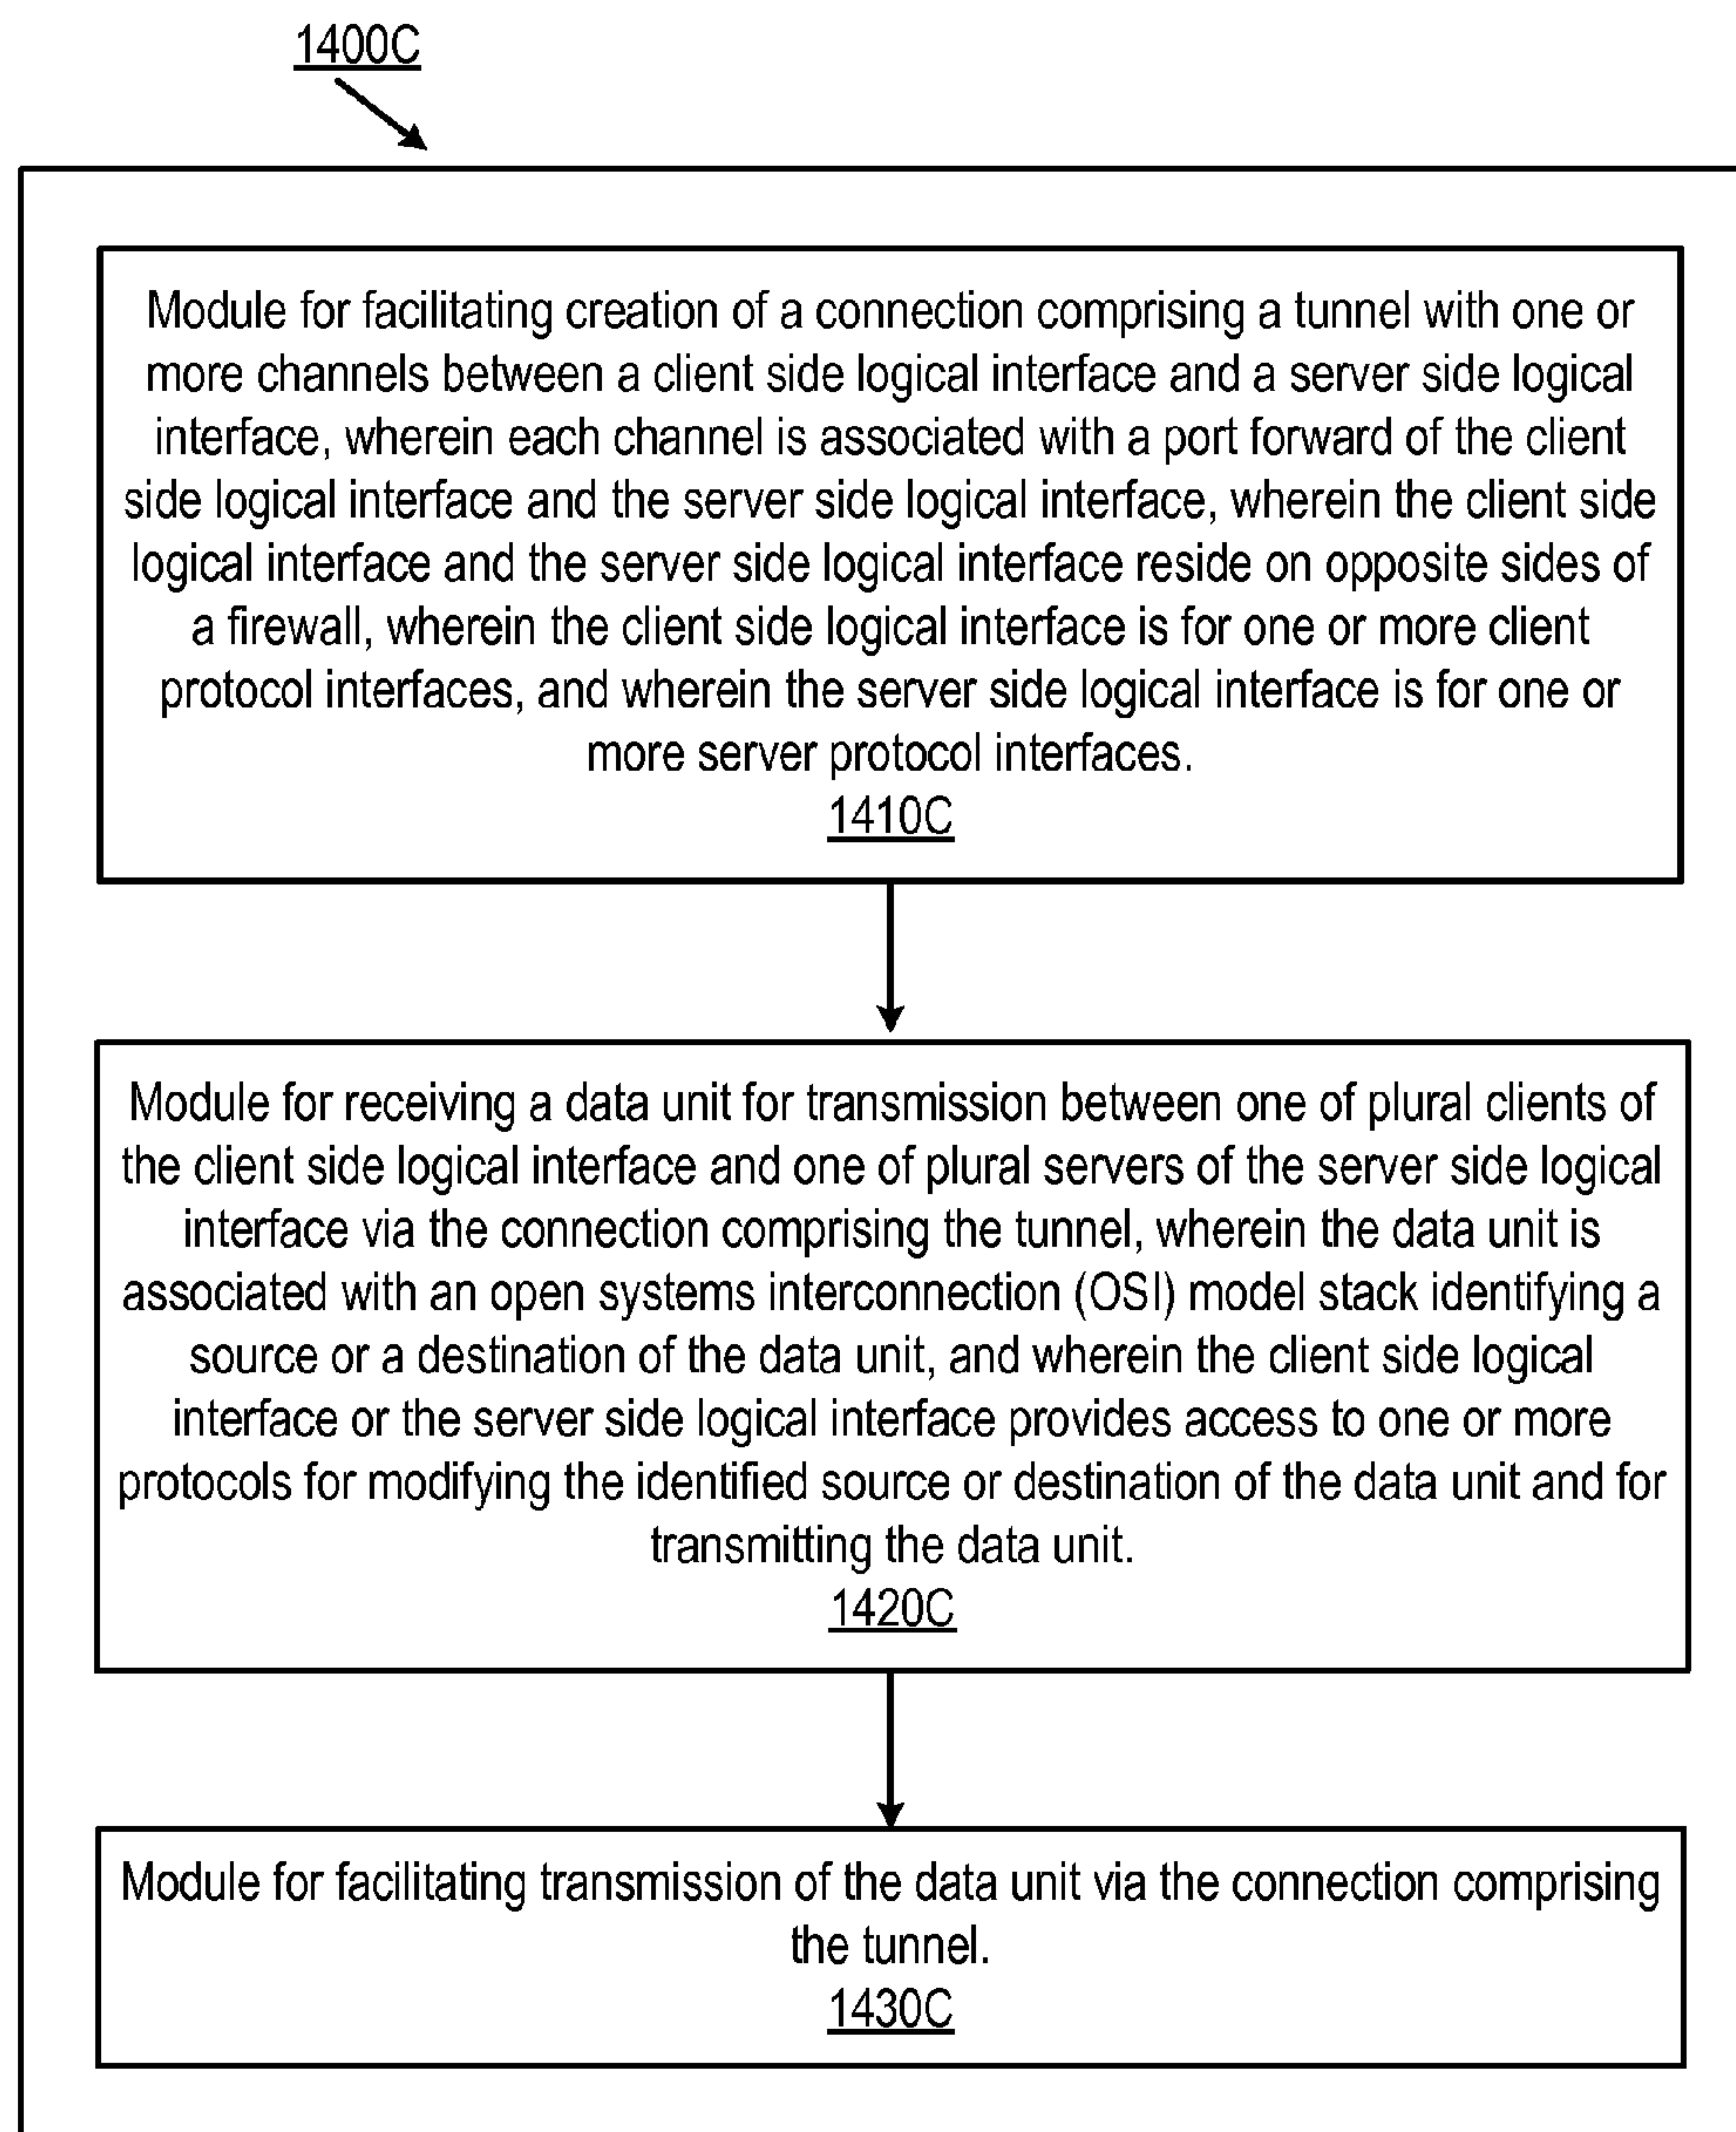 1400C
Module for facilitating creation of a connection comprising a tunnel with one or
more channels between a client side logical interface and a server side logical
interface, wherein each channel is associated with a port forward of the client
side logical interface and the server side logical interface, wherein the client side
logical interface and the server side logical interface reside on opposite sides of
a firewall, wherein the client side logical interface is for one or more client
protocol interfaces, and wherein the server side logical interface is for one or
more server protocol interfaces.
1410C
Module for receiving a data unit for transmission between one of plural clients of
the client side logical interface and one of plural servers of the server side logical
interface via the connection comprising the tunnel, wherein the data unit is
associated with an open systems interconnection (OSI) model stack identifying a
source or a destination of the data unit, and wherein the client side logical
interface or the server side logical interface provides access to one or more
protocols for modifying the identified source or destination of the data unit and for
transmitting the data unit.
1420C
Module for facilitating transmission of the data unit via the connection comprising
the tunnel.
1430C